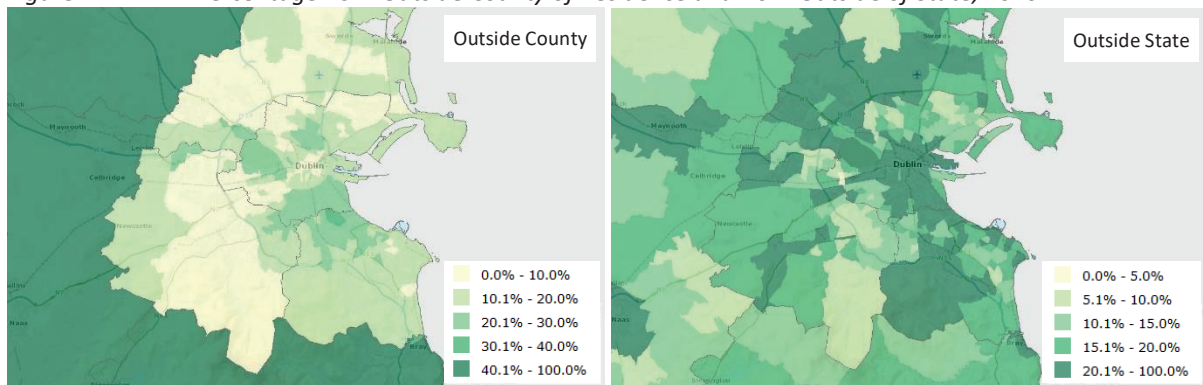 Outside County
Swords
Malahide
Maynooth
Dublin
Celbridge
Newcastle
Naas
Bray
0.0% - 10.0%
10.1% - 20.0%
20.1% - 30.0%
30.1% - 40.0%
40.1% - 100.0%
Outside State
Swords
Malahide
Maynooth
Dublin
Celbridge
Newcastle
Naas
Bray
0.0% - 5.0%
5.1% - 10.0%
10.1% - 15.0%
15.1% - 20.0%
20.1% - 100.0%